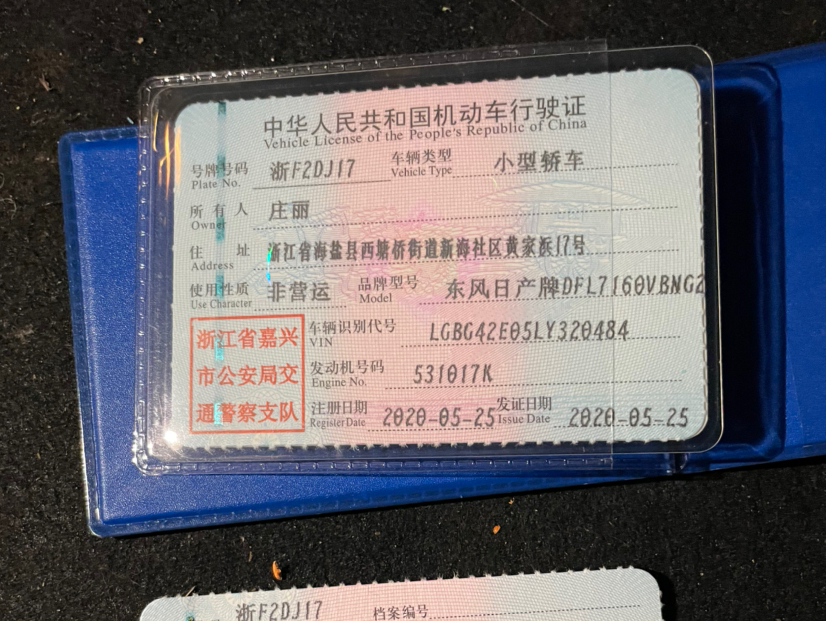 中华人民共和国机动车行驶证
Vehicle License of the People's Republic of China
号牌号码 浙F2DJ17 车辆类型 小型轿车
Plate No. Vehicle Type
所有人 庄丽
Owner
住址 浙江省海盐县西塘桥街道新海社区黄家浜17号
Address
使用性质 非营运 品牌型号 东风日产牌DFL7160VBNG2
Use Character Model
浙江省嘉兴
市公安局交
通警察支队
车辆识别代号 LGBG42E05LY320484
VIN
发动机号码 531017K
Engine No.
注册日期 2020-05-25 发证日期 2020-05-25
Register Date Issue Date
浙F2DJ17 档案编号